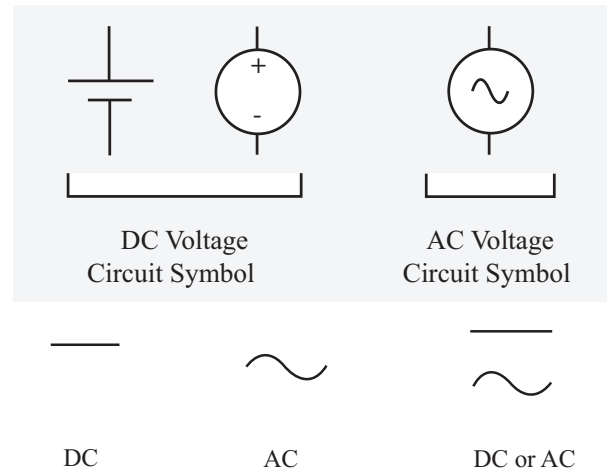 +
-
DC Voltage
Circuit Symbol
AC Voltage
Circuit Symbol
DC
AC
DC or AC